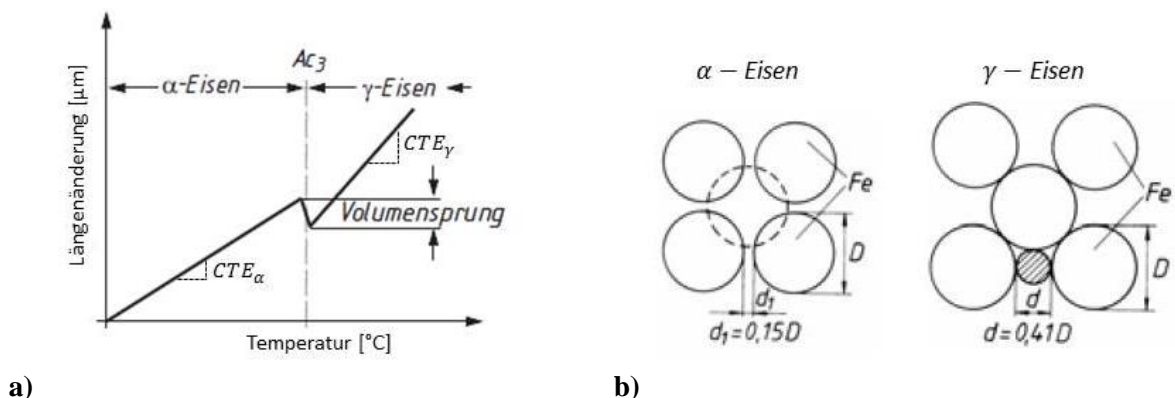 Längenänderung [µm]
Ac₃
α-Eisen
γ-Eisen
CTEᵧ
Volumensprung
CTEα
Temperatur [°C]
a)
α − Eisen
γ − Eisen
Fe
D
d₁
d₁=0,15D
Fe
D
d
d=0,41D
b)